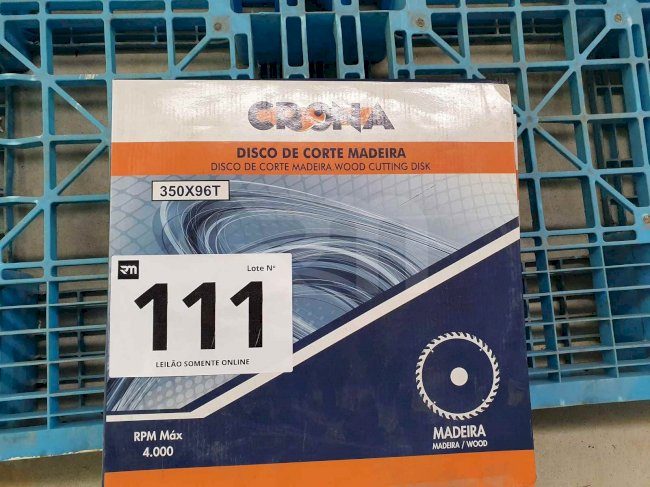 CRONA
DISCO DE CORTE MADEIRA
DISCO DE CORTE MADEIRA WOOD CUTTING DISK
350X96T
RM
Lote Nº
111
LEILÃO SOMENTE ONLINE
RPM Máx
4.000
MADEIRA
MADEIRA / WOOD